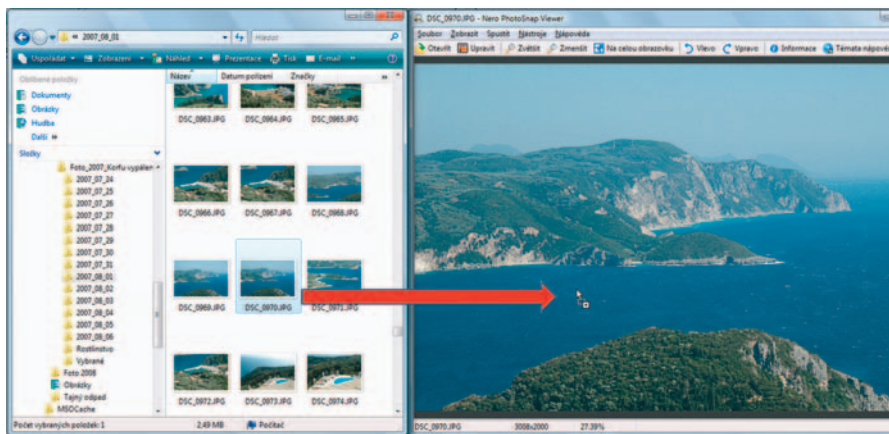 2007_08_01
Hledat
Uspořádat
Zobrazení
Náhled
Prezentace
Tisk
E-mail
Oblíbené položky
Dokumenty
Obrázky
Hudba
Další
Složky
Foto_2007_Korfu vypálen
2007_07_24
2007_07_25
2007_07_26
2007_07_27
2007_07_28
2007_07_29
2007_07_30
2007_07_31
2007_08_01
2007_08_02
2007_08_03
2007_08_04
2007_08_05
2007_08_06
Rostlinstvo
Vybrané
Foto 2008
Obrázky
Tajný odpad
MSOCache
Název Datum pořízení Značky
DSC_0963.JPG DSC_0964.JPG DSC_0965.JPG
DSC_0966.JPG DSC_0967.JPG DSC_0968.JPG
DSC_0969.JPG DSC_0970.JPG DSC_0971.JPG
DSC_0972.JPG DSC_0973.JPG DSC_0974.JPG
Počet vybraných položek: 1 2,49 MB Počítač
DSC_0970.JPG - Nero PhotoSnap Viewer
Soubor Zobrazit Spustit Nástroje Nápověda
Otevřít Upravit Zvětšit Zmenšit Na celou obrazovku Vlevo Vpravo Informace Témata nápověd
DSC_0970.JPG 3008x2000 27.39%